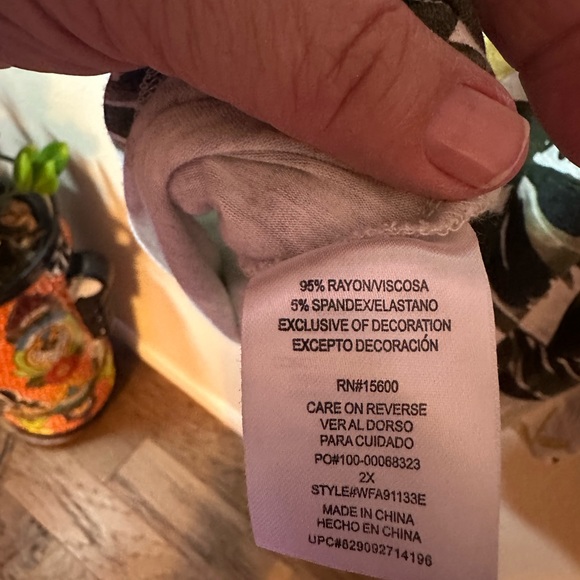 95% RAYON/VISCOSA
5% SPANDEX/ELASTANO
EXCLUSIVE OF DECORATION
EXCEPTO DECORACIÓN
RN#15600
CARE ON REVERSE
VER AL DORSO
PARA CUIDADO
PO#100-00068323
2X
STYLE#WFA91133E
MADE IN CHINA
HECHO EN CHINA
UPC#829092714196